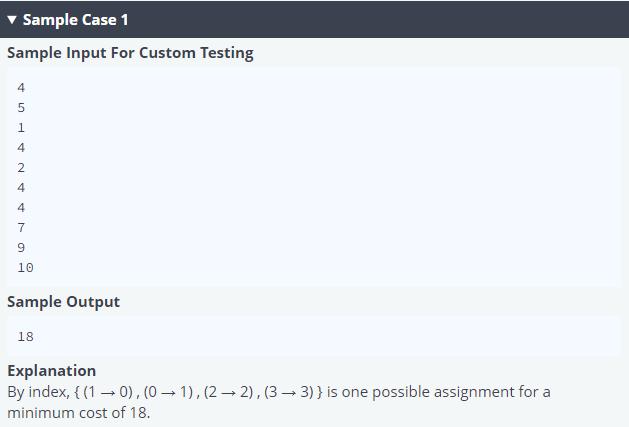 ▼ Sample Case 1
Sample Input For Custom Testing
4
5
1
4
2
4
4
7
9
10
Sample Output
18
Explanation
By index, { (1 → 0) , (0 → 1) , (2 → 2) , (3 → 3) } is one possible assignment for a
minimum cost of 18.